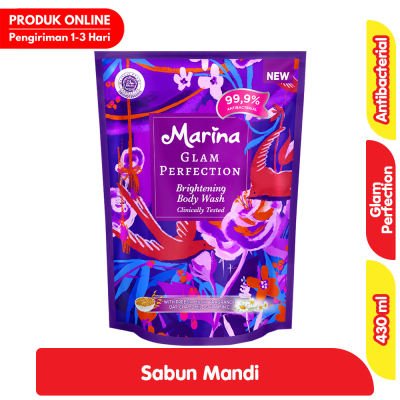 PRODUK ONLINE
Pengiriman 1-3 Hari
NEW
99,9%
ANTIBACTERIAL
Marina
GLAM
PERFECTION
Brightening
Body Wash
Clinically Tested
Antibacterial
Glam
Perfection
430 ml
Sabun Mandi